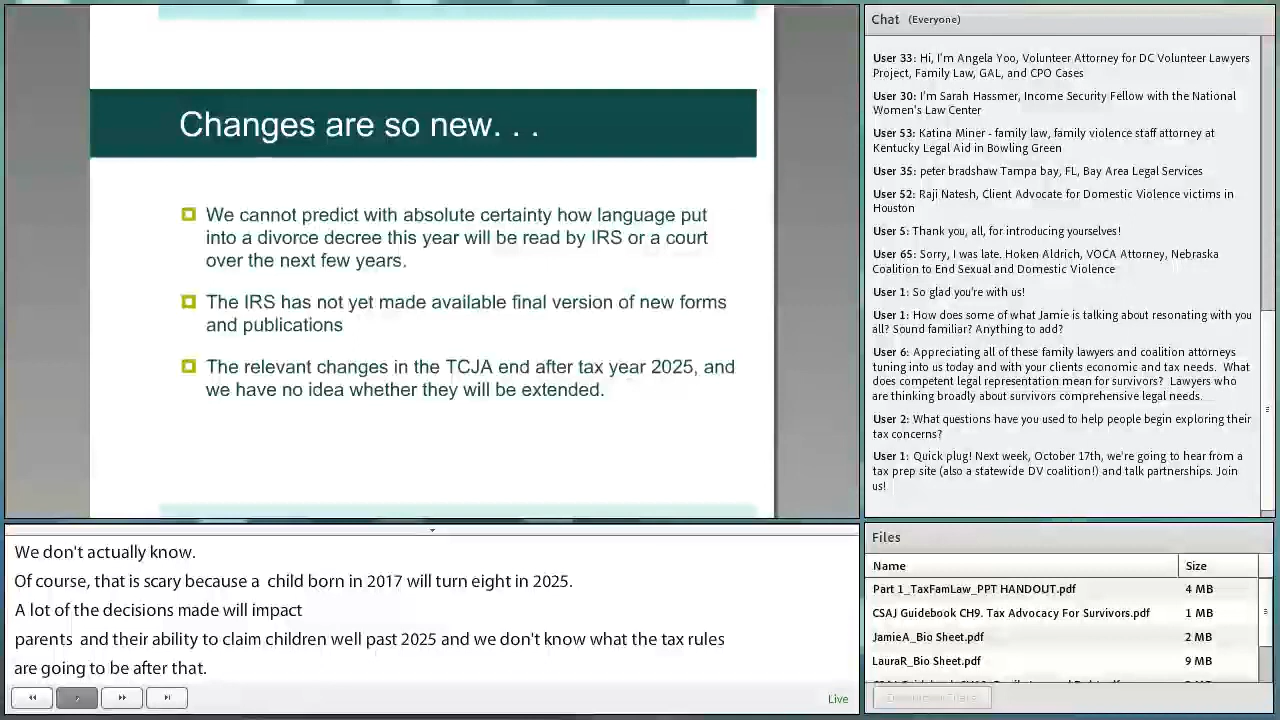 Changes are so new. . .
We cannot predict with absolute certainty how language put
into a divorce decree this year will be read by IRS or a court
over the next few years.
The IRS has not yet made available final version of new forms
and publications
The relevant changes in the TCJA end after tax year 2025, and
we have no idea whether they will be extended.
We don't actually know.
Of course, that is scary because a  child born in 2017 will turn eight in 2025.
A lot of the decisions made will impact
parents  and their ability to claim children well past 2025 and we don't know what the tax rules
are going to be after that.
Live
Chat (Everyone)
User 33: Hi, I'm Angela Yoo, Volunteer Attorney for DC Volunteer Lawyers
Project, Family Law, GAL, and CPO Cases
User 30: I'm Sarah Hassmer, Income Security Fellow with the National
Women's Law Center
User 53: Katina Miner - family law, family violence staff attorney at
Kentucky Legal Aid in Bowling Green
User 35: peter bradshaw Tampa bay, FL, Bay Area Legal Services
User 52: Raji Natesh, Client Advocate for Domestic Violence victims in
Houston
User 5: Thank you, all, for introducing yourselves!
User 65: Sorry, I was late. Hoken Aldrich, VOCA Attorney, Nebraska
Coalition to End Sexual and Domestic Violence
User 1: So glad you're with us!
User 1: How does some of what Jamie is talking about resonating with you
all? Sound familiar? Anything to add?
User 6: Appreciating all of these family lawyers and coalition attorneys
tuning into us today and with your clients economic and tax needs.  What
does competent legal representation mean for survivors?  Lawyers who
are thinking broadly about survivors comprehensive legal needs.
User 2: What questions have you used to help people begin exploring their
tax concerns?
User 1: Quick plug! Next week, October 17th, we're going to hear from a
tax prep site (also a statewide DV coalition!) and talk partnerships. Join
us!
Files
Name Size
Part 1_TaxFamLaw_PPT HANDOUT.pdf 4 MB
CSAJ Guidebook CH9. Tax Advocacy For Survivors.pdf 1 MB
JamieA_Bio Sheet.pdf 2 MB
LauraR_Bio Sheet.pdf 9 MB